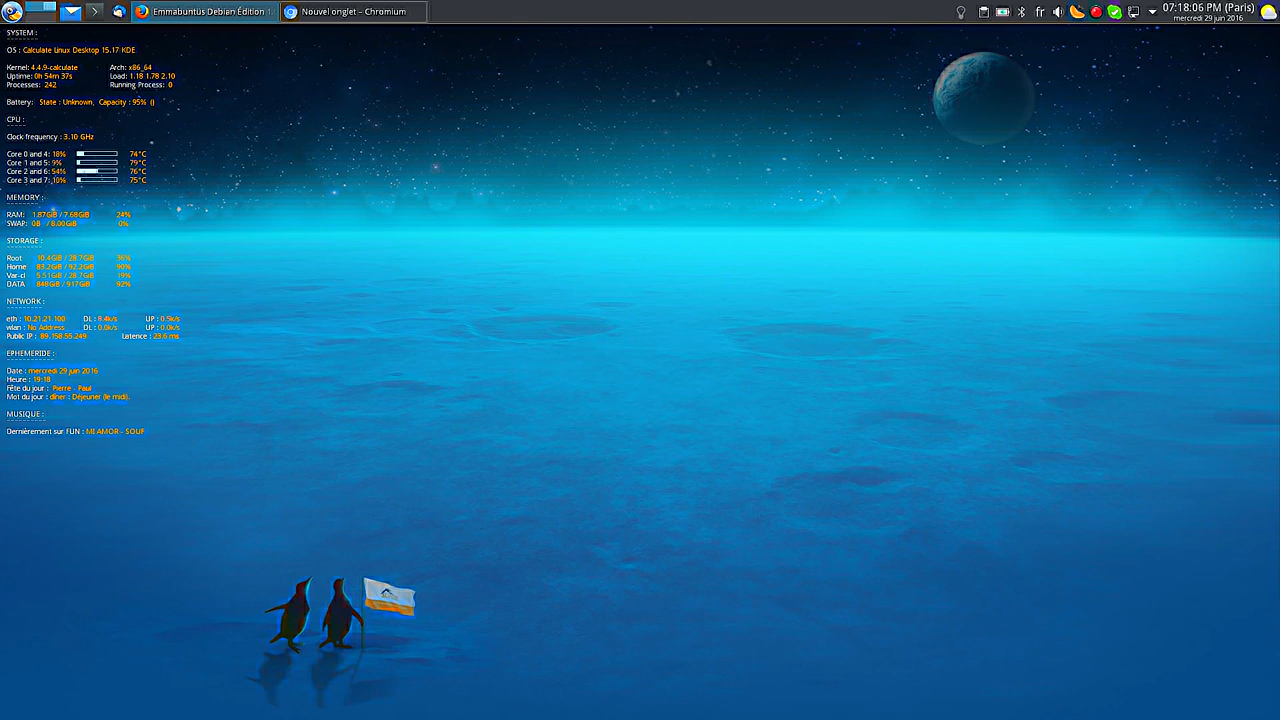 Emmabuntüs Debian Édition 1
Nouvel onglet – Chromium
fr
07:18:06 PM (Paris)
mercredi 29 juin 2016
SYSTEM :
OS : Calculate Linux Desktop 15.17 KDE
Kernel: 4.4.9-calculate Arch: x86_64
Uptime: 0h 54m 37s Load: 1.18 1.78 2.10
Processes: 242 Running Process: 0
Battery: State : Unknown, Capacity : 95% ()
CPU :
Clock frequency : 3.10 GHz
Core 0 and 4: 18% 74°C
Core 1 and 5: 9% 79°C
Core 2 and 6: 54% 76°C
Core 3 and 7: 10% 75°C
MEMORY :
RAM: 1.87GiB / 7.68GiB 24%
SWAP: 0B / 8.00GiB 0%
STORAGE :
Root 10.4GiB / 28.7GiB 36%
Home 83.2GiB / 92.2GiB 90%
Var-cl 5.51GiB / 28.7GiB 19%
DATA 848GiB / 917GiB 92%
NETWORK :
eth : 10.21.21.100 DL : 8.4k/s UP : 0.5k/s
wlan : No Address DL : 0.0k/s UP : 0.0k/s
Public IP : 89.158.55.249 Latence : 23.6 ms
EPHEMERIDE :
Date : mercredi 29 juin 2016
Heure : 19:18
Fête du jour : Pierre - Paul
Mot du jour : dîner : Déjeuner (le midi).
MUSIQUE :
Dernièrement sur FUN : MI AMOR - SOUF